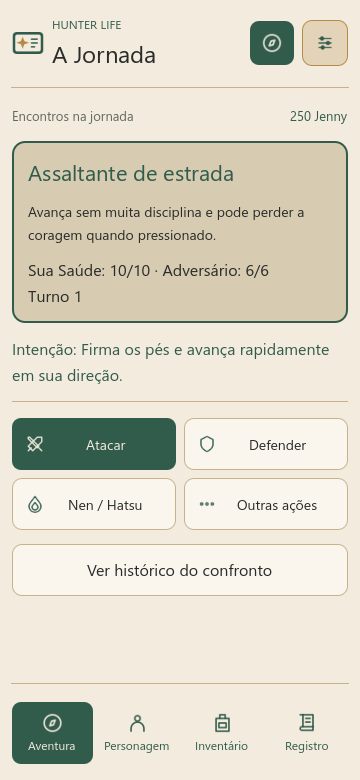 HUNTER LIFE
A Jornada
Encontros na jornada
250 Jenny
Assaltante de estrada
Avança sem muita disciplina e pode perder a
coragem quando pressionado.
Sua Saúde: 10/10 · Adversário: 6/6
Turno 1
Intenção: Firma os pés e avança rapidamente
em sua direção.
Atacar
Defender
Nen / Hatsu
Outras ações
Ver histórico do confronto
Aventura
Personagem
Inventário
Registro